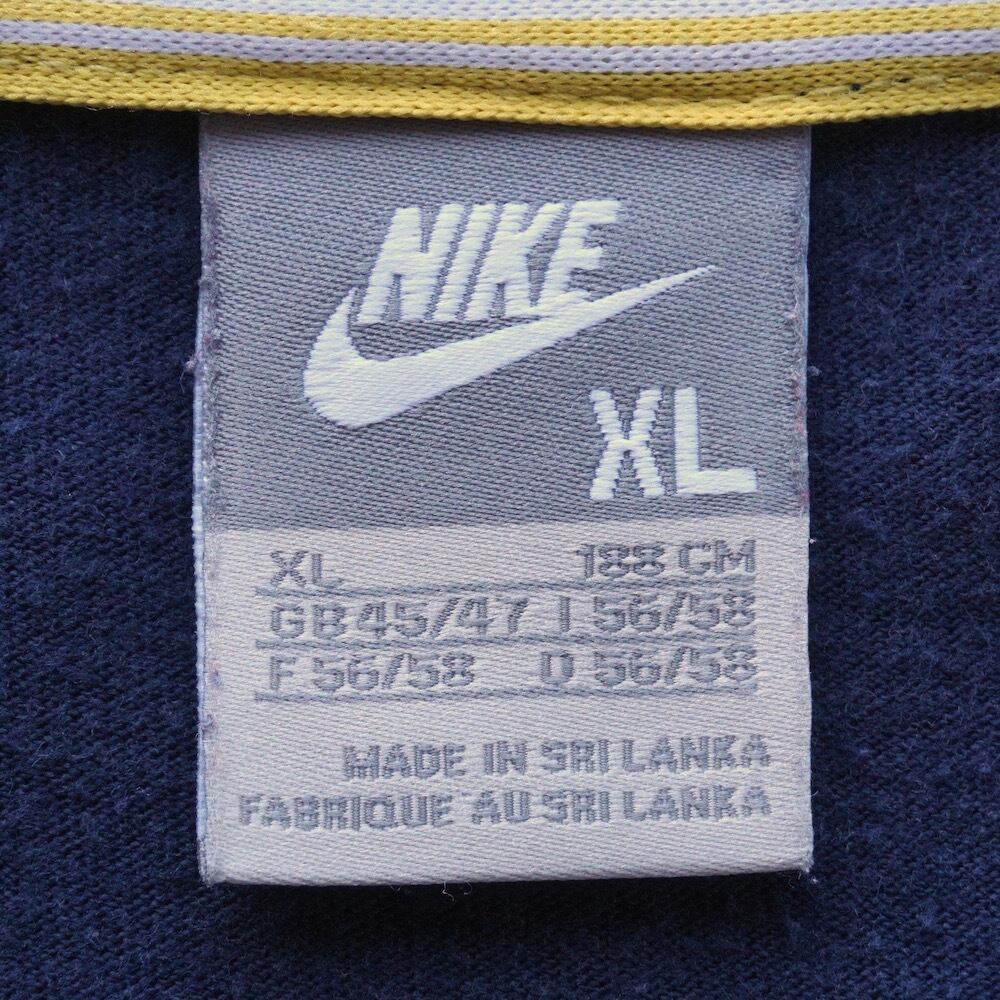 NIKE
XL
XL 188 CM
GB 45/47 I 56/58
F 56/58 D 56/58
MADE IN SRI LANKA
FABRIQUE AU SRI LANKA